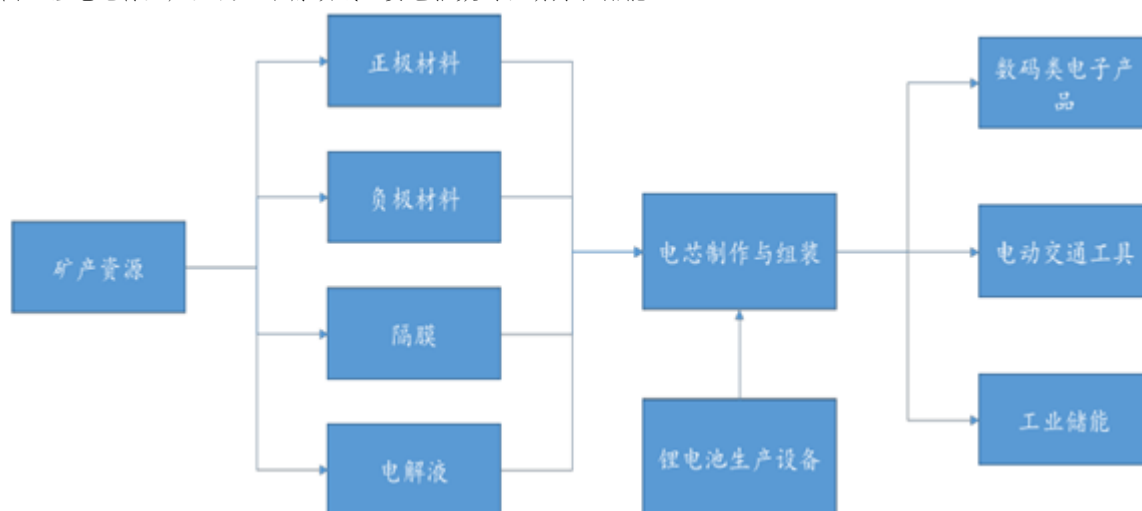 正极材料
数码类电子产
品
负极材料
矿产资源
电芯制作与组装
电动交通工具
隔膜
锂电池生产设备
工业储能
电解液